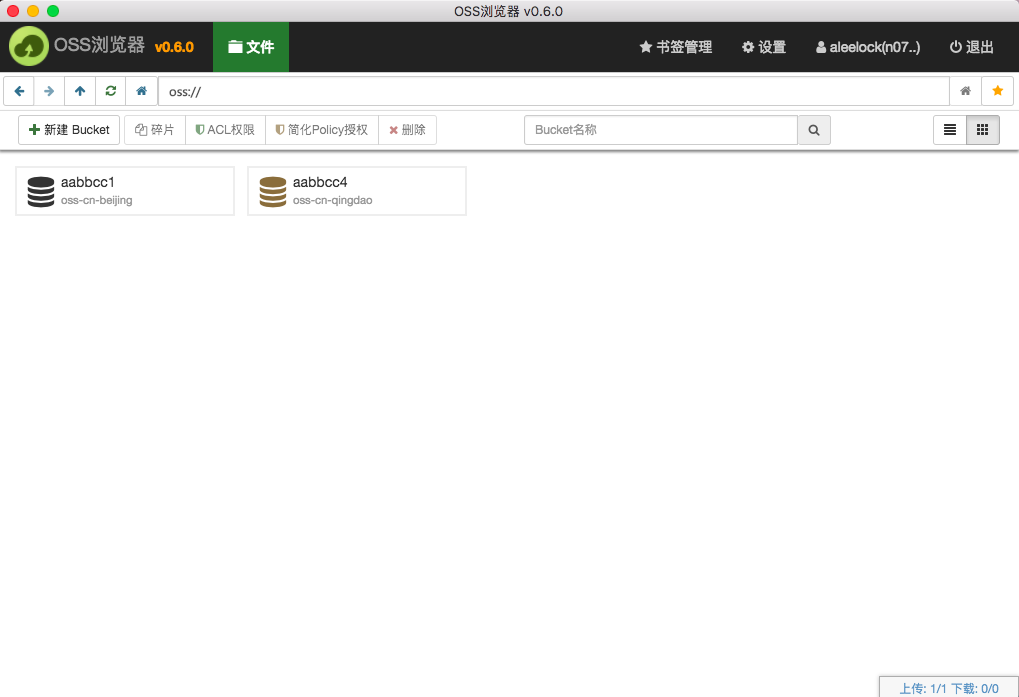 OSS浏览器 v0.6.0
OSS浏览器 v0.6.0 文件 书签管理 设置 aleelock(n07..) 退出
oss://
新建 Bucket 碎片 ACL权限 简化Policy授权 删除 Bucket名称
aabbcc1 aabbcc4
oss-cn-beijing oss-cn-qingdao
上传: 1/1 下载: 0/0